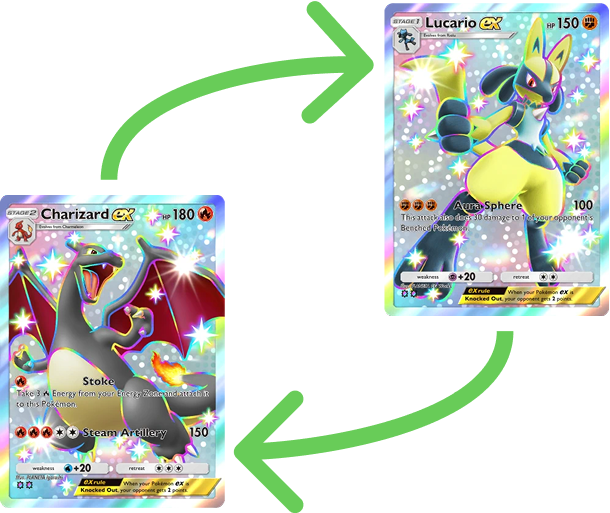 STAGE 1 Lucario ex HP 150
Evolves from Riolu
Aura Sphere 100
This attack also does 30 damage to 1 of your opponent's
Benched Pokémon.
weakness +20 retreat
ex rule When your Pokémon ex is
Knocked Out, your opponent gets 2 points.
STAGE 2 Charizard ex HP 180
Evolves from Charmeleon
Stoke
Take 3 Energy from your Energy Zone and attach it
to this Pokémon.
Steam Artillery 150
weakness +20 retreat
Illus. PLANETA Igarashi
ex rule When your Pokémon ex is
Knocked Out, your opponent gets 2 points.